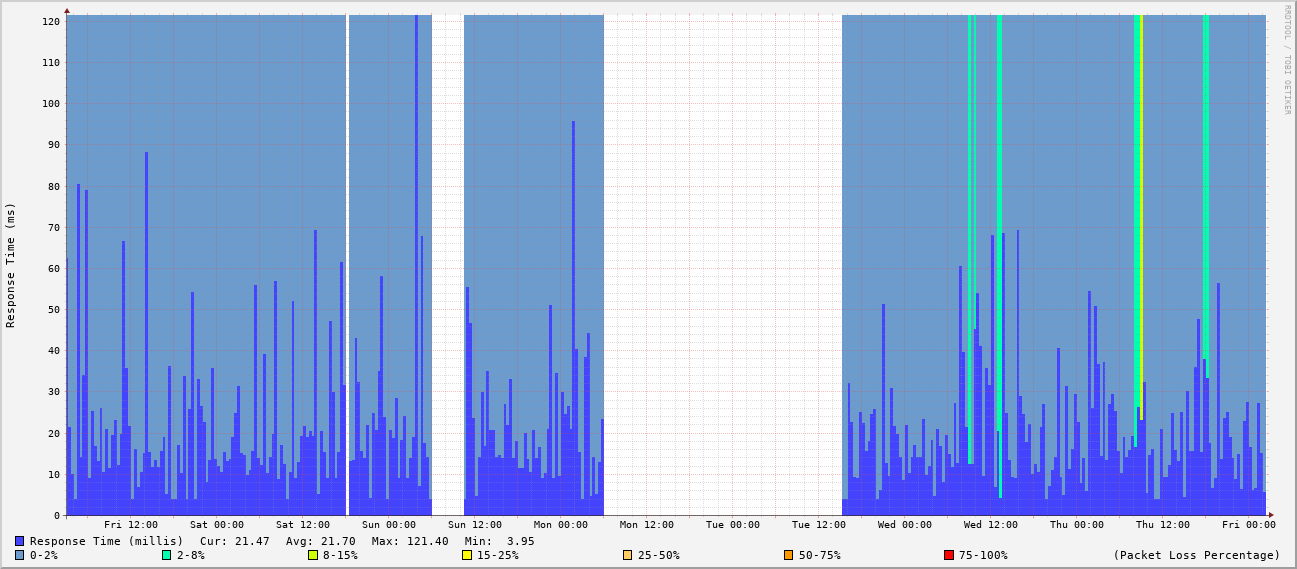 RRDTOOL / TOBI OETIKER
Response Time (ms)
120
110
100
90
80
70
60
50
40
30
20
10
0
Fri 12:00 Sat 00:00 Sat 12:00 Sun 00:00 Sun 12:00 Mon 00:00 Mon 12:00 Tue 00:00 Tue 12:00 Wed 00:00 Wed 12:00 Thu 00:00 Thu 12:00 Fri 00:00
Response Time (millis) Cur: 21.47 Avg: 21.70 Max: 121.40 Min: 3.95
0-2% 2-8% 8-15% 15-25% 25-50% 50-75% 75-100% (Packet Loss Percentage)